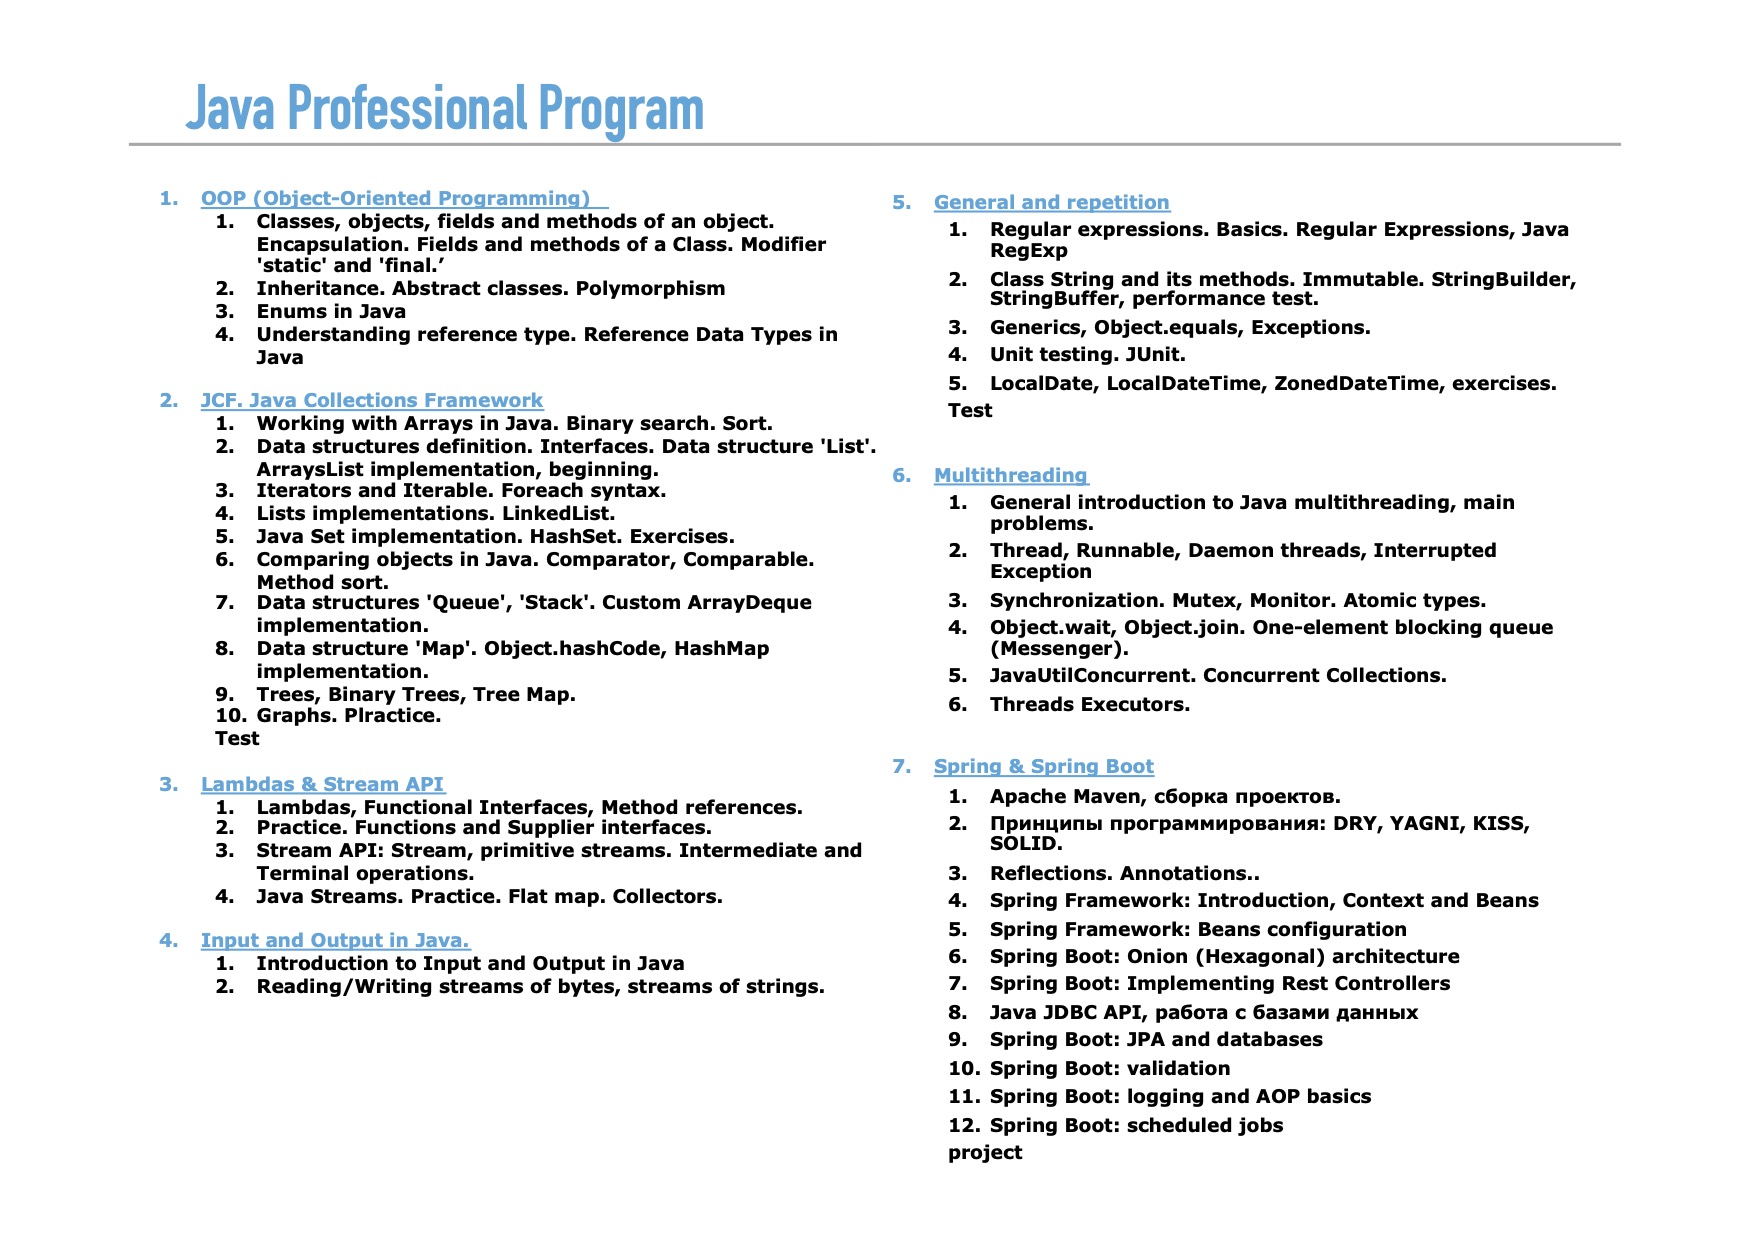 Java Professional Program
1. OOP (Object-Oriented Programming)
1. Classes, objects, fields and methods of an object.
Encapsulation. Fields and methods of a Class. Modifier
'static' and 'final.’
2. Inheritance. Abstract classes. Polymorphism
3. Enums in Java
4. Understanding reference type. Reference Data Types in
Java
2. JCF. Java Collections Framework
1. Working with Arrays in Java. Binary search. Sort.
2. Data structures definition. Interfaces. Data structure 'List'.
ArraysList implementation, beginning.
3. Iterators and Iterable. Foreach syntax.
4. Lists implementations. LinkedList.
5. Java Set implementation. HashSet. Exercises.
6. Comparing objects in Java. Comparator, Comparable.
Method sort.
7. Data structures 'Queue', 'Stack'. Custom ArrayDeque
implementation.
8. Data structure 'Map'. Object.hashCode, HashMap
implementation.
9. Trees, Binary Trees, Tree Map.
10. Graphs. Plractice.
Test
3. Lambdas & Stream API
1. Lambdas, Functional Interfaces, Method references.
2. Practice. Functions and Supplier interfaces.
3. Stream API: Stream, primitive streams. Intermediate and
Terminal operations.
4. Java Streams. Practice. Flat map. Collectors.
4. Input and Output in Java.
1. Introduction to Input and Output in Java
2. Reading/Writing streams of bytes, streams of strings.
5. General and repetition
1. Regular expressions. Basics. Regular Expressions, Java
RegExp
2. Class String and its methods. Immutable. StringBuilder,
StringBuffer, performance test.
3. Generics, Object.equals, Exceptions.
4. Unit testing. JUnit.
5. LocalDate, LocalDateTime, ZonedDateTime, exercises.
Test
6. Multithreading
1. General introduction to Java multithreading, main
problems.
2. Thread, Runnable, Daemon threads, Interrupted
Exception
3. Synchronization. Mutex, Monitor. Atomic types.
4. Object.wait, Object.join. One-element blocking queue
(Messenger).
5. JavaUtilConcurrent. Concurrent Collections.
6. Threads Executors.
7. Spring & Spring Boot
1. Apache Maven, сборка проектов.
2. Принципы программирования: DRY, YAGNI, KISS,
SOLID.
3. Reflections. Annotations..
4. Spring Framework: Introduction, Context and Beans
5. Spring Framework: Beans configuration
6. Spring Boot: Onion (Hexagonal) architecture
7. Spring Boot: Implementing Rest Controllers
8. Java JDBC API, работа с базами данных
9. Spring Boot: JPA and databases
10. Spring Boot: validation
11. Spring Boot: logging and AOP basics
12. Spring Boot: scheduled jobs
project